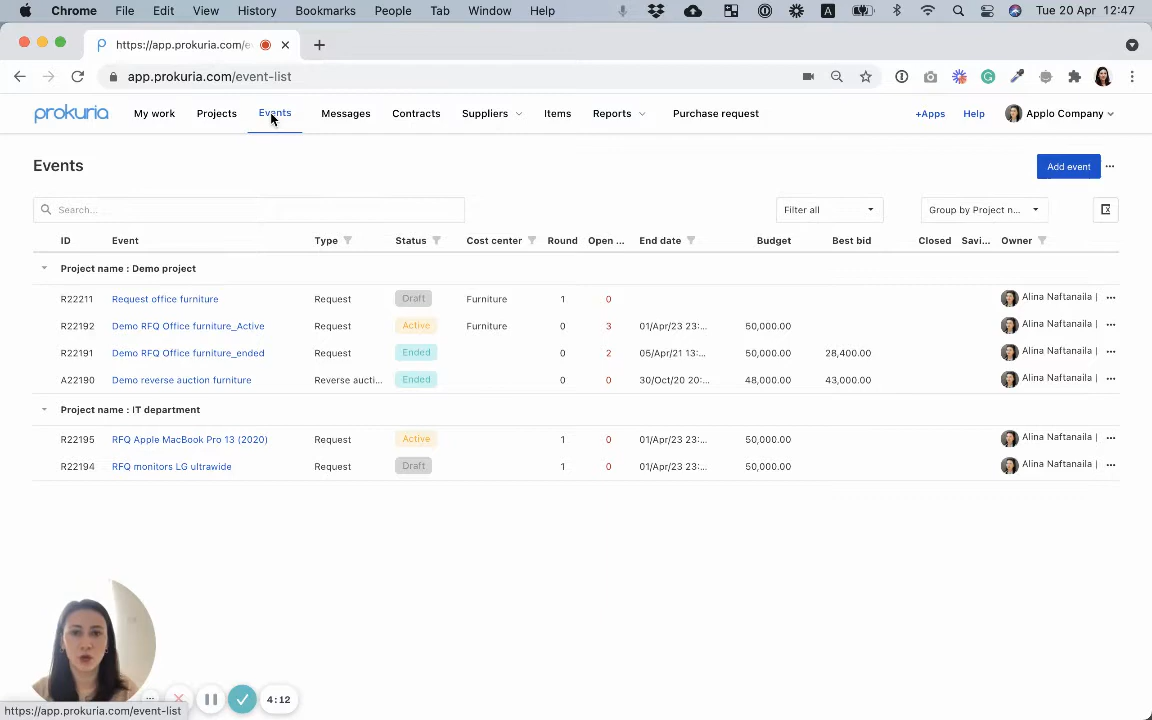 Chrome File Edit View History Bookmarks People Tab Window Help Tue 20 Apr 12:47
https://app.prokuria.com/e
app.prokuria.com/event-list
prokuria My work Projects Events Messages Contracts Suppliers Items Reports Purchase request +Apps Help Applo Company
Events Add event ...
Search... Filter all Group by Project n...
ID Event Type Status Cost center Round Open ... End date Budget Best bid Closed Savi... Owner
Project name : Demo project
R22211 Request office furniture Request Draft Furniture 1 0 Alina Naftanaila | ...
R22192 Demo RFQ Office furniture_Active Request Active Furniture 0 3 01/Apr/23 23:... 50,000.00 Alina Naftanaila | ...
R22191 Demo RFQ Office furniture_ended Request Ended 0 2 05/Apr/21 13:... 50,000.00 28,400.00 Alina Naftanaila | ...
A22190 Demo reverse auction furniture Reverse aucti... Ended 0 0 30/Oct/20 20:... 48,000.00 43,000.00 Alina Naftanaila | ...
Project name : IT department
R22195 RFQ Apple MacBook Pro 13 (2020) Request Active 1 0 01/Apr/23 23:... 50,000.00 Alina Naftanaila | ...
R22194 RFQ monitors LG ultrawide Request Draft 1 0 01/Apr/23 23:... 50,000.00 Alina Naftanaila | ...
4:12
https://app.prokuria.com/event-list